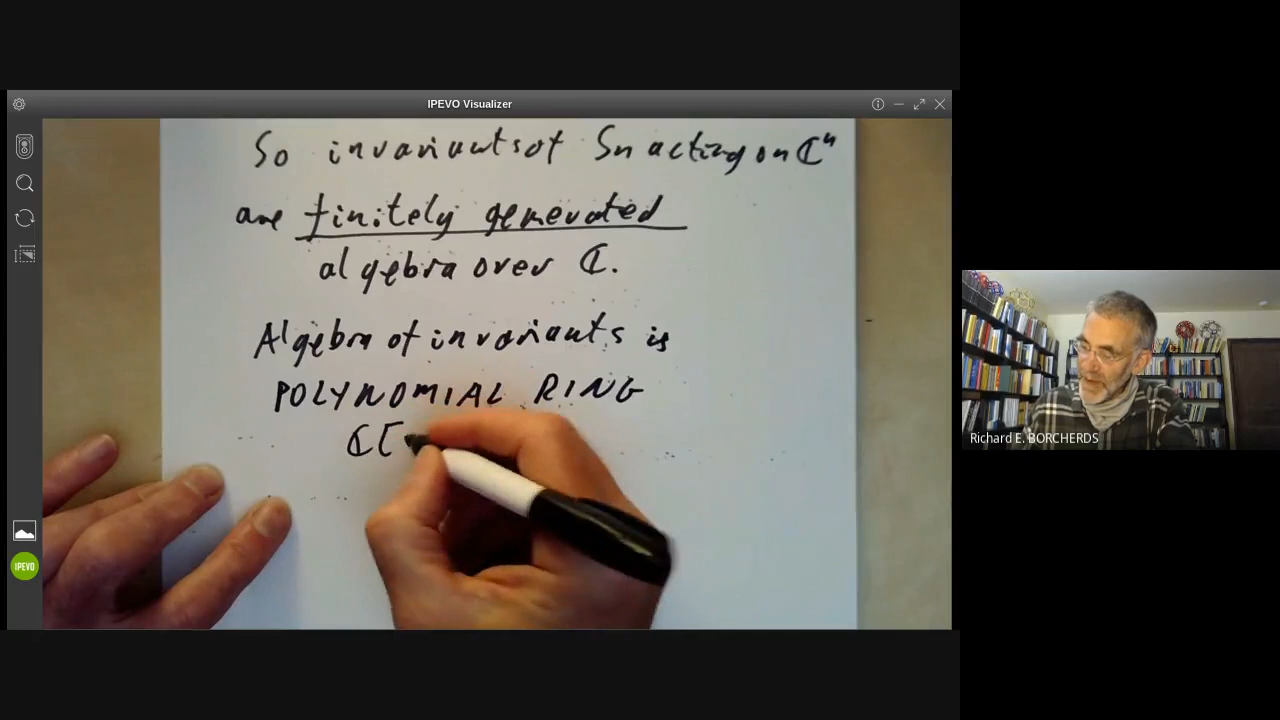 IPEVO Visualizer
So invariants of Sn acting on ℂⁿ
are finitely generated
algebra over ℂ.
Algebra of invariants is
POLYNOMIAL RING
ℂ[
Richard E. BORCHERDS
IPEVO